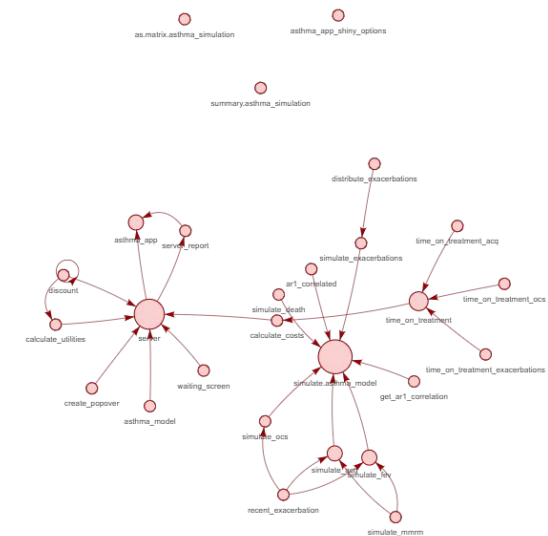 as.matrix.asthma_simulation
asthma_app_shiny_options
summary.asthma_simulation
distribute_exacerbations
asthma_app
server_report
simulate_exacerbations
time_on_treatment_acq
discount
ar1_correlated
time_on_treatment_ocs
simulate_death
time_on_treatment
calculate_utilities
server
calculate_costs
time_on_treatment_exacerbations
waiting_screen
simulate.asthma_model
create_popover
get_ar1_correlation
asthma_model
simulate_ocs
simulate_fev
recent_exacerbation
simulate_mmrm